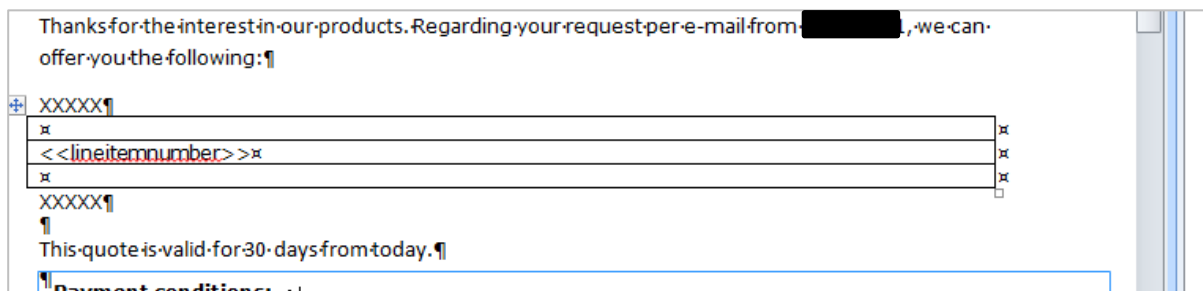 Thanks for the interest in our products. Regarding your request per e-mail from 1, we can
offer you the following:¶
XXXXX¶
¤ ¤
<<lineitemnumber>>¤ ¤
¤ ¤
XXXXX¶
¶
This quote is valid for 30 days from today.¶
¶
Payment conditions: